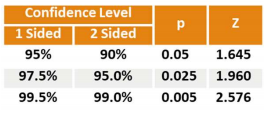 Confidence Level p Z
1 Sided 2 Sided
95% 90% 0.05 1.645
97.5% 95.0% 0.025 1.960
99.5% 99.0% 0.005 2.576